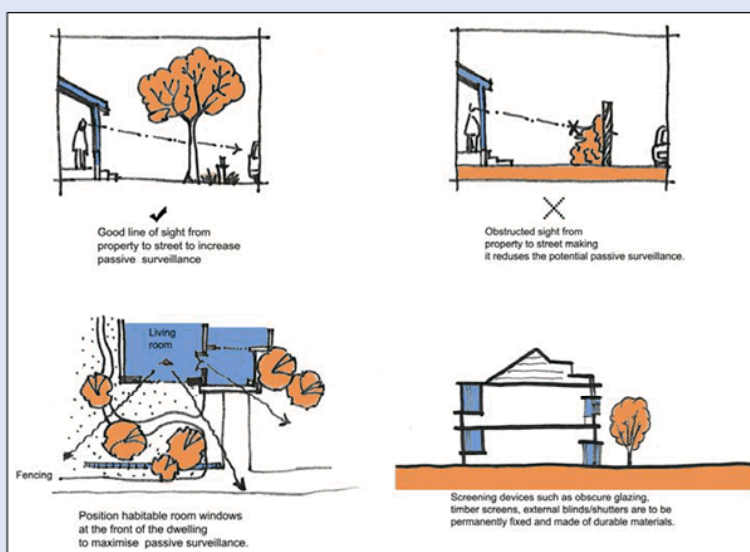 Good line of sight from
property to street to increase
passive surveillance
Obstructed sight from
property to street making
it reduses the potential passive surveillance.
Living
room
Fencing
Position habitable room windows
at the front of the dwelling
to maximise passive surveillance.
Screening devices such as obscure glazing,
timber screens, external blinds/shutters are to be
permanently fixed and made of durable materials.